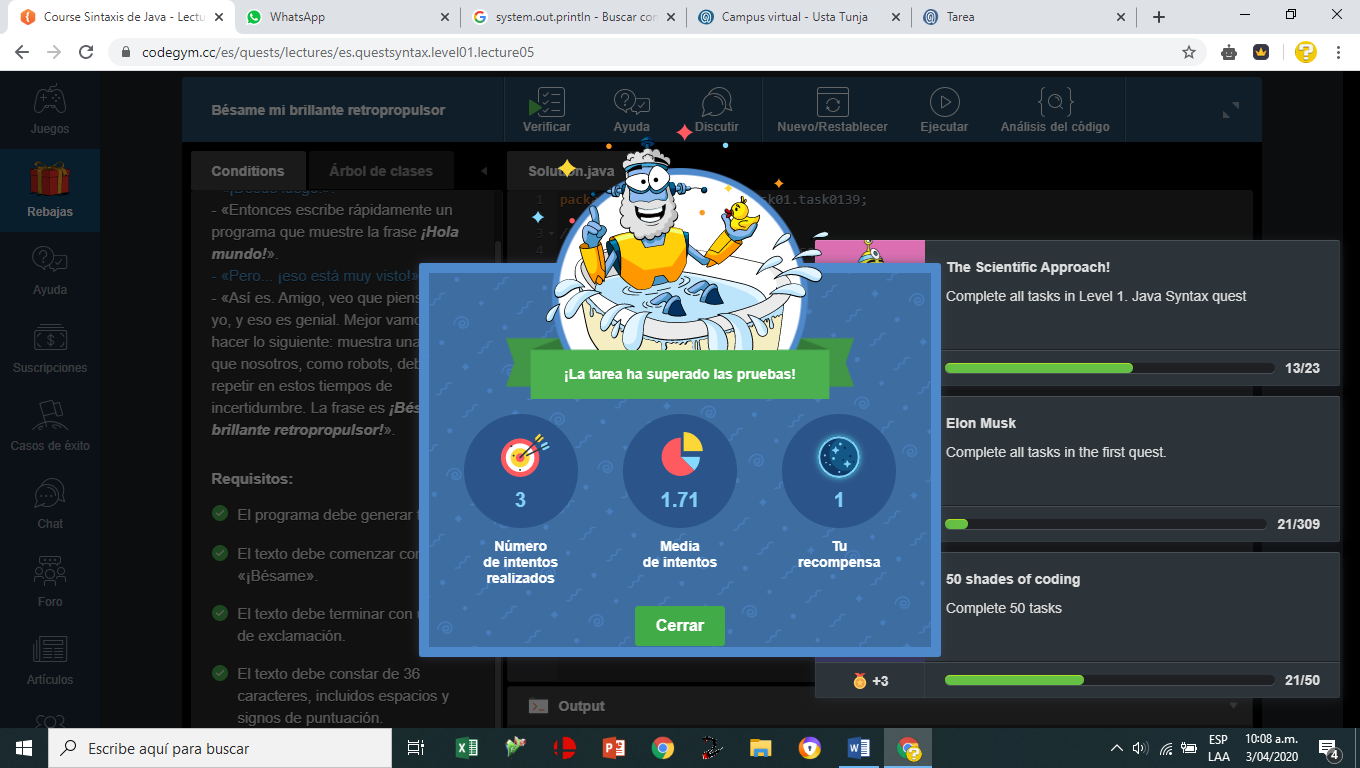 Course Sintaxis de Java - Lectu
WhatsApp
system.out.println - Buscar con
Campus virtual - Usta Tunja
Tarea
codegym.cc/es/quests/lectures/es.questsyntax.level01.lecture05
Juegos
Rebajas
Ayuda
Suscripciones
Casos de éxito
Chat
Foro
Artículos
Bésame mi brillante retropropulsor
Verificar
Ayuda
Discutir
Nuevo/Restablecer
Ejecutar
Análisis del código
Conditions
Árbol de clases
- «Entonces escribe rápidamente un
programa que muestre la frase ¡Hola
mundo!».
- «Pero... ¡eso está muy visto!»
- «Así es. Amigo, veo que piens
yo, y eso es genial. Mejor vamo
hacer lo siguiente: muestra una
que nosotros, como robots, deb
repetir en estos tiempos de
incertidumbre. La frase es ¡Bés
brillante retropropulsor!».
Requisitos:
El programa debe generar t
El texto debe comenzar con
«¡Bésame».
El texto debe terminar con u
de exclamación.
El texto debe constar de 36
caracteres, incluidos espacios y
signos de puntuación.
Solution.java
1 packa
sk01.task0139;
3 /
4
¡La tarea ha superado las pruebas!
3
Número
de intentos
realizados
1.71
Media
de intentos
1
Tu
recompensa
Cerrar
The Scientific Approach!
Complete all tasks in Level 1. Java Syntax quest
13/23
Elon Musk
Complete all tasks in the first quest.
21/309
50 shades of coding
Complete 50 tasks
+3
21/50
Output
Escribe aquí para buscar
ESP
LAA
10:08 a.m.
3/04/2020
4